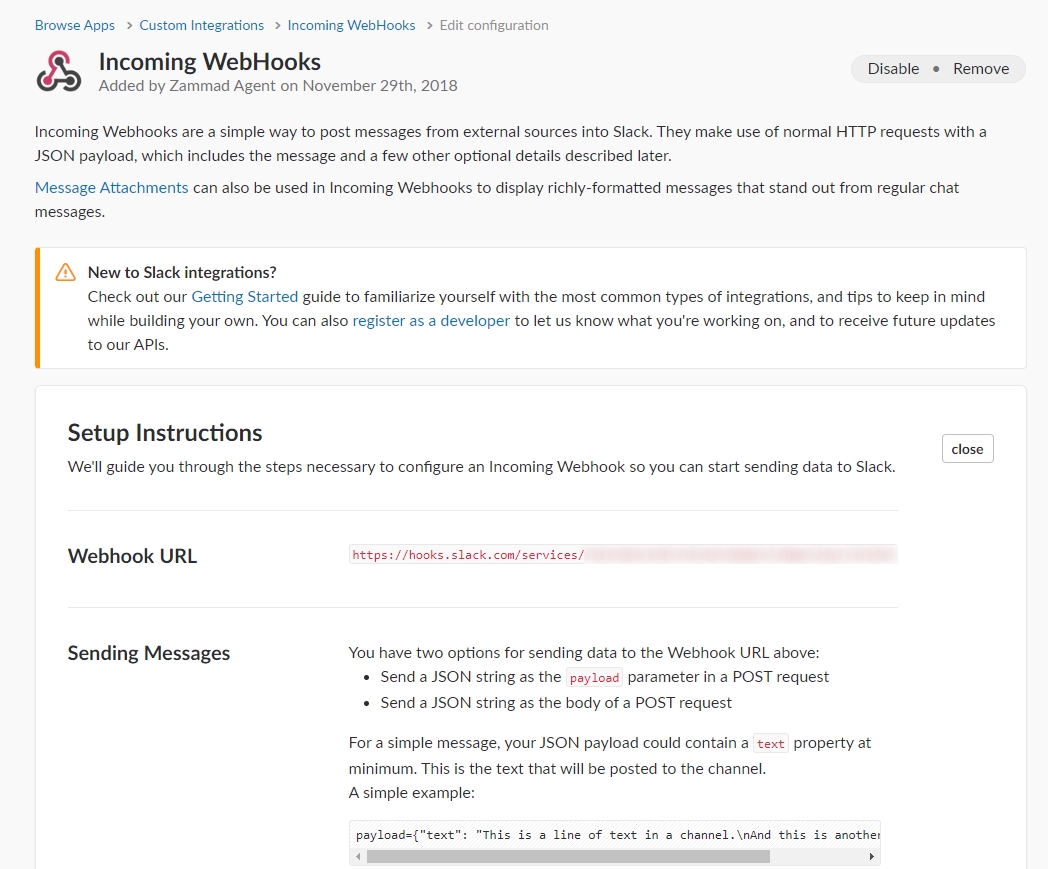 Browse Apps > Custom Integrations > Incoming WebHooks > Edit configuration
Incoming WebHooks
Added by Zammad Agent on November 29th, 2018
Disable • Remove
Incoming Webhooks are a simple way to post messages from external sources into Slack. They make use of normal HTTP requests with a
JSON payload, which includes the message and a few other optional details described later.
Message Attachments can also be used in Incoming Webhooks to display richly-formatted messages that stand out from regular chat
messages.
New to Slack integrations?
Check out our Getting Started guide to familiarize yourself with the most common types of integrations, and tips to keep in mind
while building your own. You can also register as a developer to let us know what you're working on, and to receive future updates
to our APIs.
Setup Instructions
close
We'll guide you through the steps necessary to configure an Incoming Webhook so you can start sending data to Slack.
Webhook URL
https://hooks.slack.com/services/
Sending Messages
You have two options for sending data to the Webhook URL above:
• Send a JSON string as the payload parameter in a POST request
• Send a JSON string as the body of a POST request
For a simple message, your JSON payload could contain a text property at
minimum. This is the text that will be posted to the channel.
A simple example:
payload={"text": "This is a line of text in a channel.\nAnd this is another